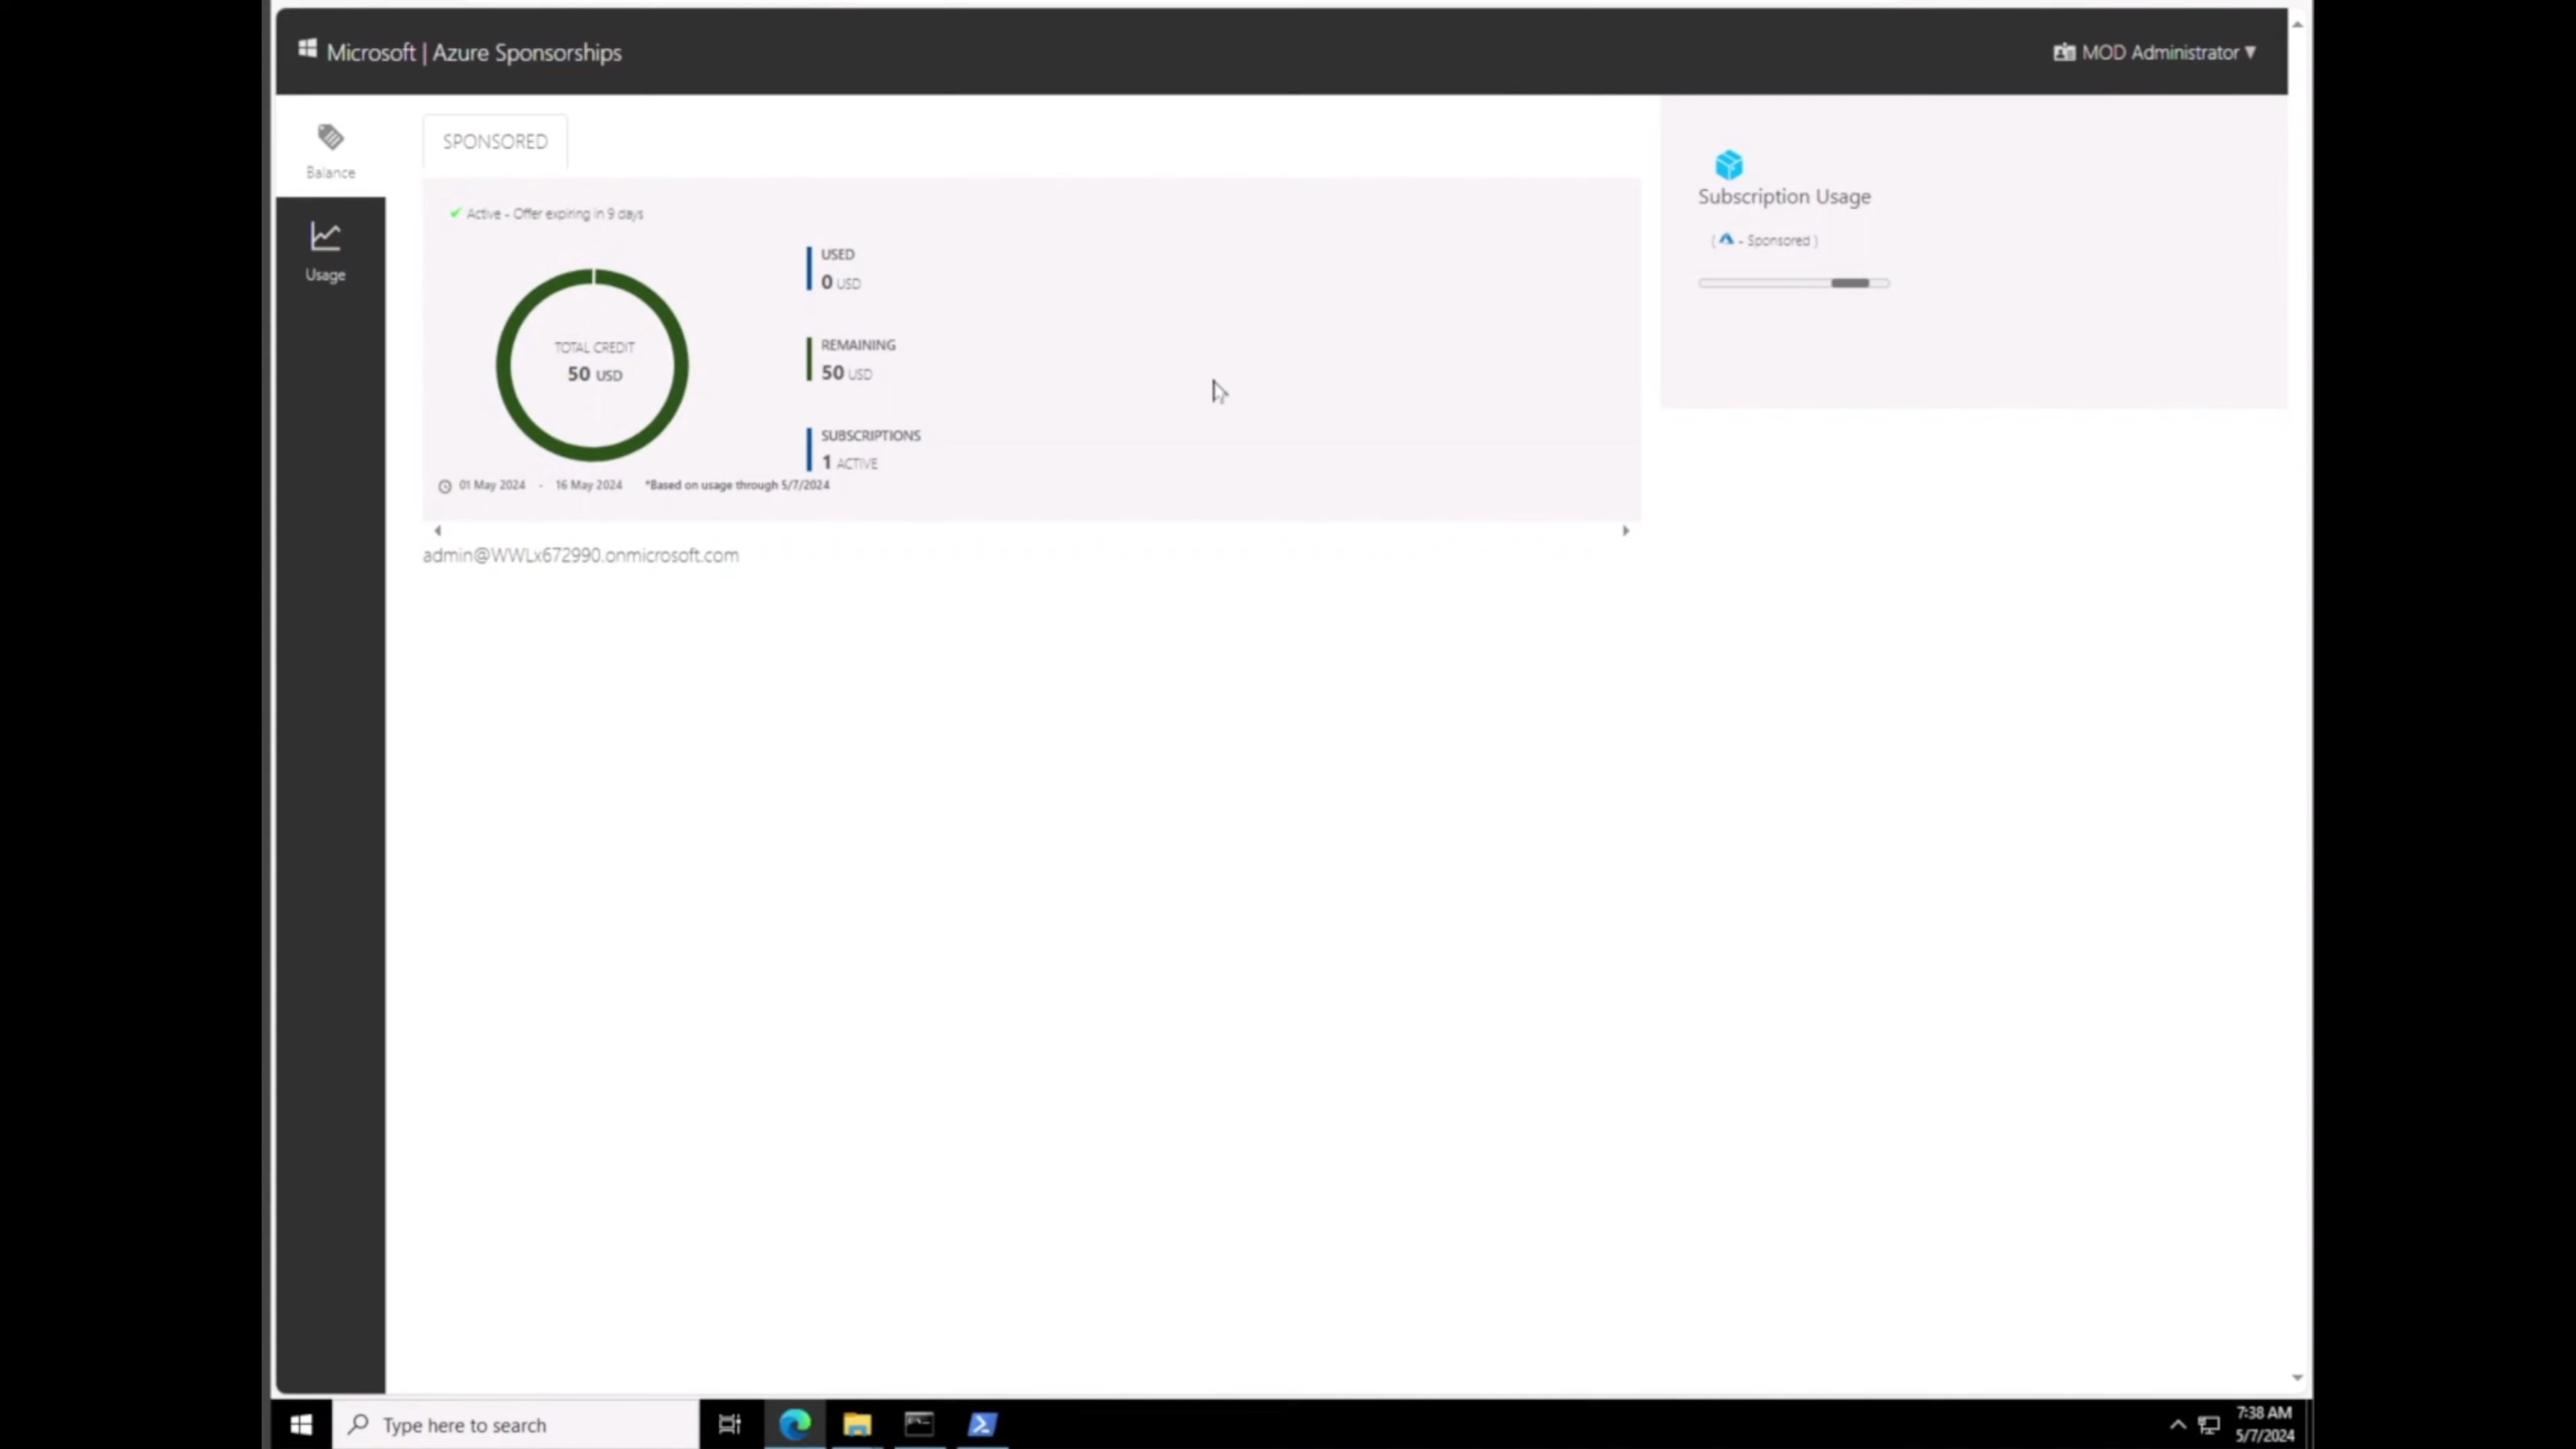 Microsoft | Azure Sponsorships
MOD Administrator
Balance
Usage
SPONSORED
Active - Offer expiring in 9 days
TOTAL CREDIT
50 USD
USED
0 USD
REMAINING
50 USD
SUBSCRIPTIONS
1 ACTIVE
01 May 2024 - 16 May 2024 *Based on usage through 5/7/2024
admin@WWLx672990.onmicrosoft.com
Subscription Usage
( - Sponsored )
Type here to search
7:38 AM
5/7/2024